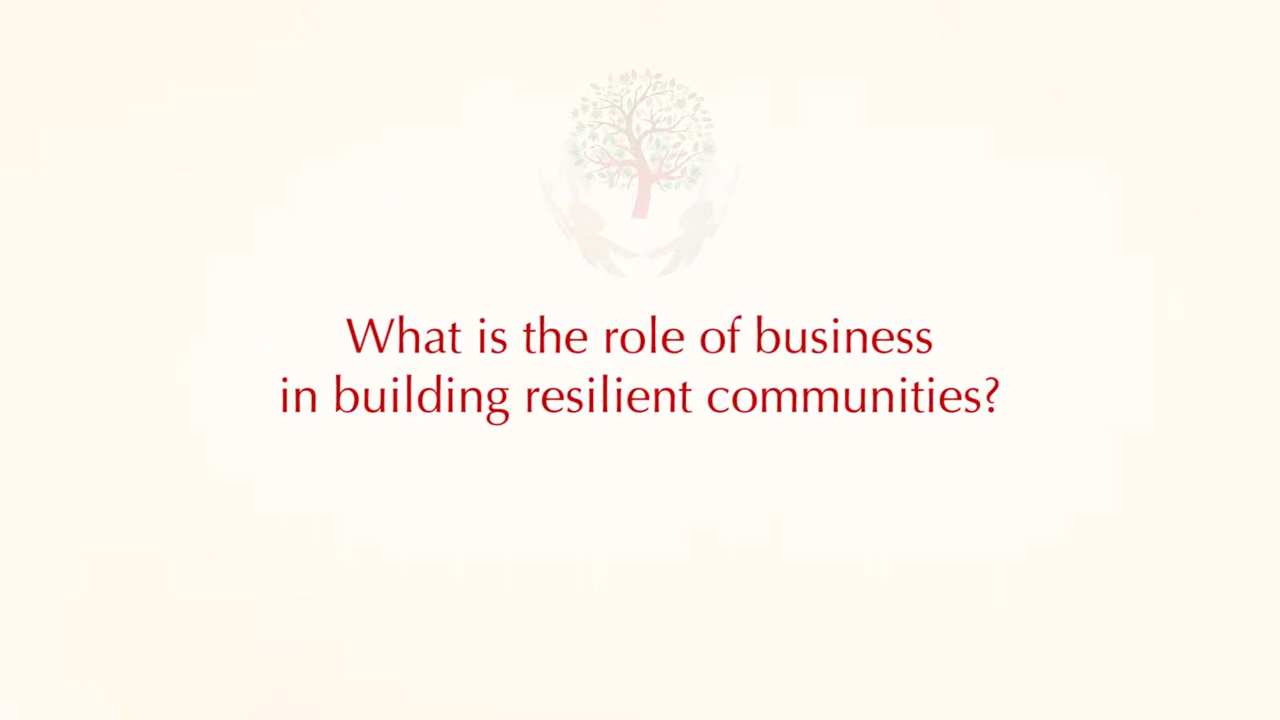 What is the role of business
in building resilient communities?